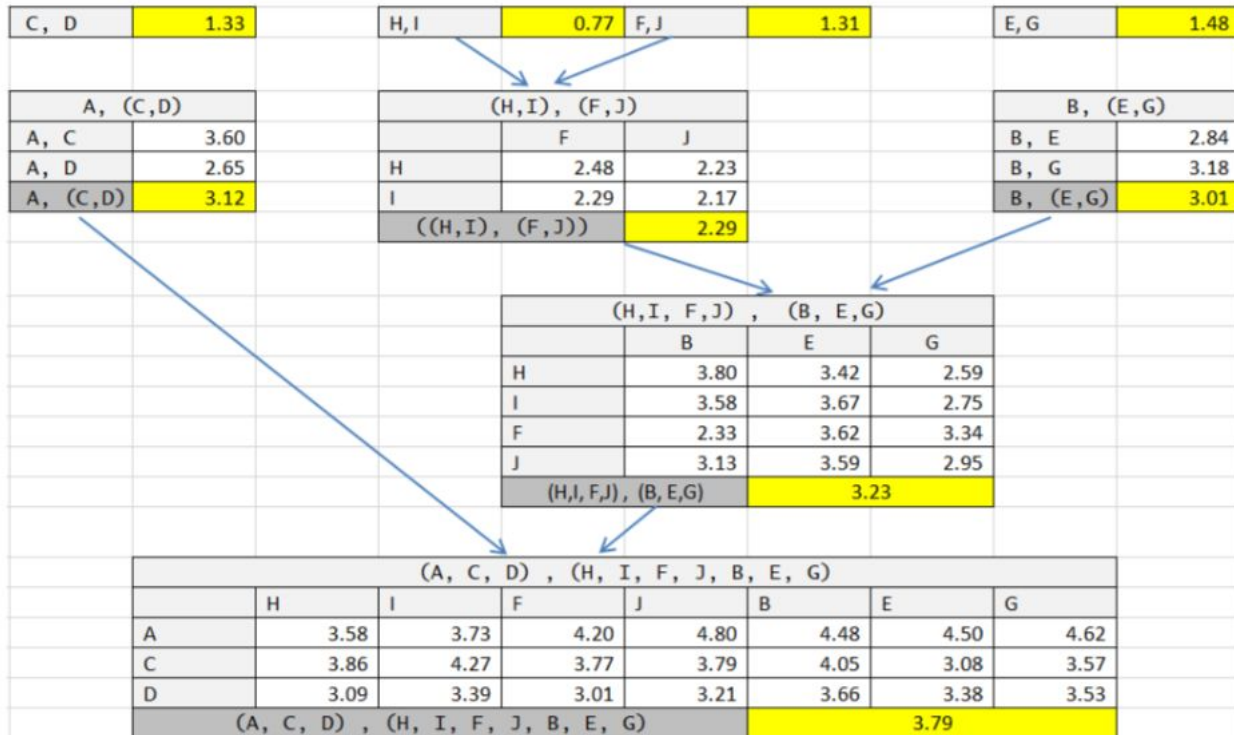 C, D 1.33 H,I 0.77 F,J 1.31 E,G 1.48
A, (C,D) (H,I), (F,J) B, (E,G)
A, C 3.60 F J B, E 2.84
A, D 2.65 H 2.48 2.23 B, G 3.18
A, (C,D) 3.12 I 2.29 2.17 B, (E,G) 3.01
((H,I), (F,J)) 2.29
(H,I, F,J) , (B, E,G)
B E G
H 3.80 3.42 2.59
I 3.58 3.67 2.75
F 2.33 3.62 3.34
J 3.13 3.59 2.95
(H,I, F,J) , (B, E,G) 3.23
(A, C, D) , (H, I, F, J, B, E, G)
H I F J B E G
A 3.58 3.73 4.20 4.80 4.48 4.50 4.62
C 3.86 4.27 3.77 3.79 4.05 3.08 3.57
D 3.09 3.39 3.01 3.21 3.66 3.38 3.53
(A, C, D) , (H, I, F, J, B, E, G) 3.79